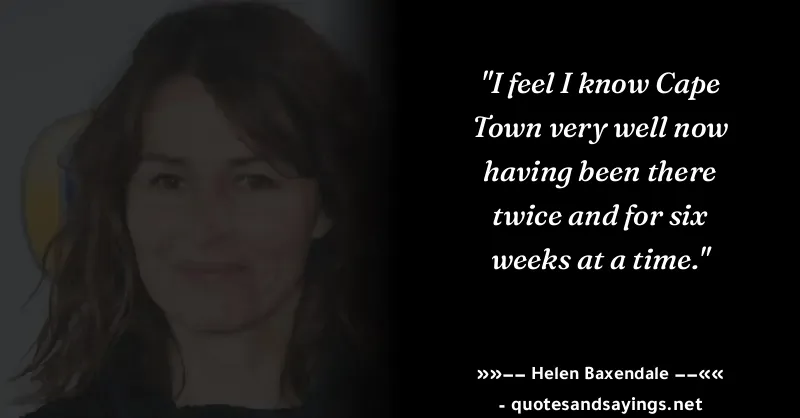 "I feel I know Cape
Town very well now
having been there
twice and for six
weeks at a time."
»»–– Helen Baxendale ––««
- quotesandsayings.net